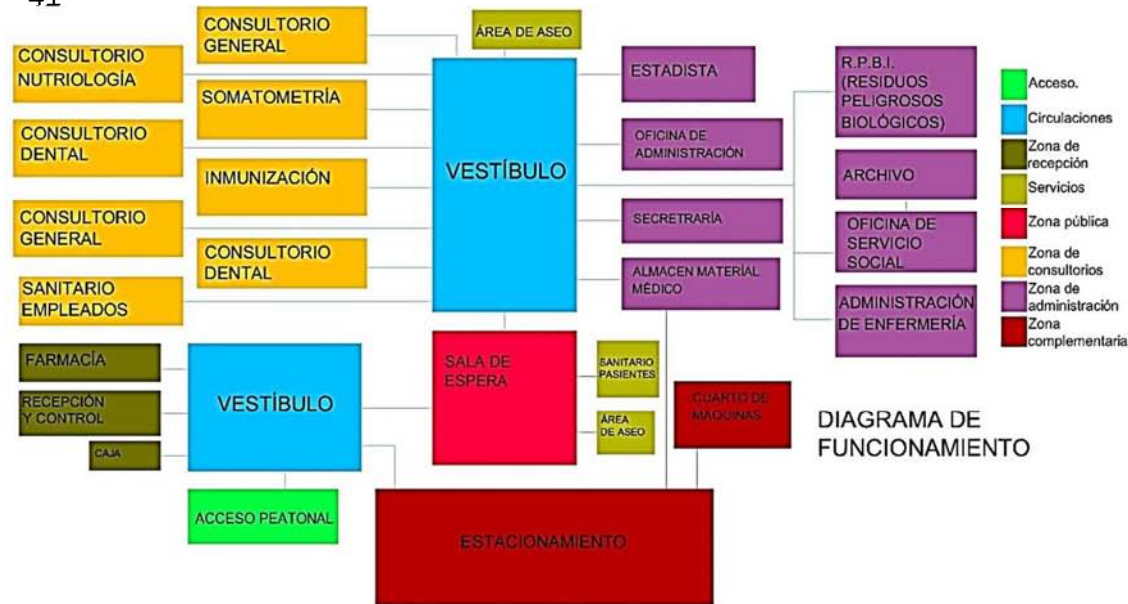 41
CONSULTORIO
GENERAL
ÁREA DE ASEO
CONSULTORIO
NUTRIOLOGÍA
SOMATOMETRÍA
CONSULTORIO
DENTAL
INMUNIZACIÓN
CONSULTORIO
GENERAL
CONSULTORIO
DENTAL
SANITARIO
EMPLEADOS
VESTÍBULO
ESTADISTA
OFICINA DE
ADMINISTRACIÓN
SECRETRARÍA
ALMACEN MATERÍAL
MÉDICO
R.P.B.I.
(RESIDUOS
PELIGROSOS
BIOLÓGICOS)
ARCHIVO
OFICINA DE
SERVICIO
SOCIAL
ADMINISTRACIÓN
DE ENFERMERÍA
Acceso.
Circulaciones
Zona de
recepción
Servicios
Zona pública
Zona de
consultorios
Zona de
administración
Zona
complementaria
FARMACÍA
RECEPCIÓN
Y CONTROL
CAJA
VESTÍBULO
SALA DE
ESPERA
SANITARIO
PASIENTES
ÁREA
DE ASEO
CUARTO DE
MAQUINAS
DIAGRAMA DE
FUNCIONAMIENTO
ACCESO PEATONAL
ESTACIONAMIENTO